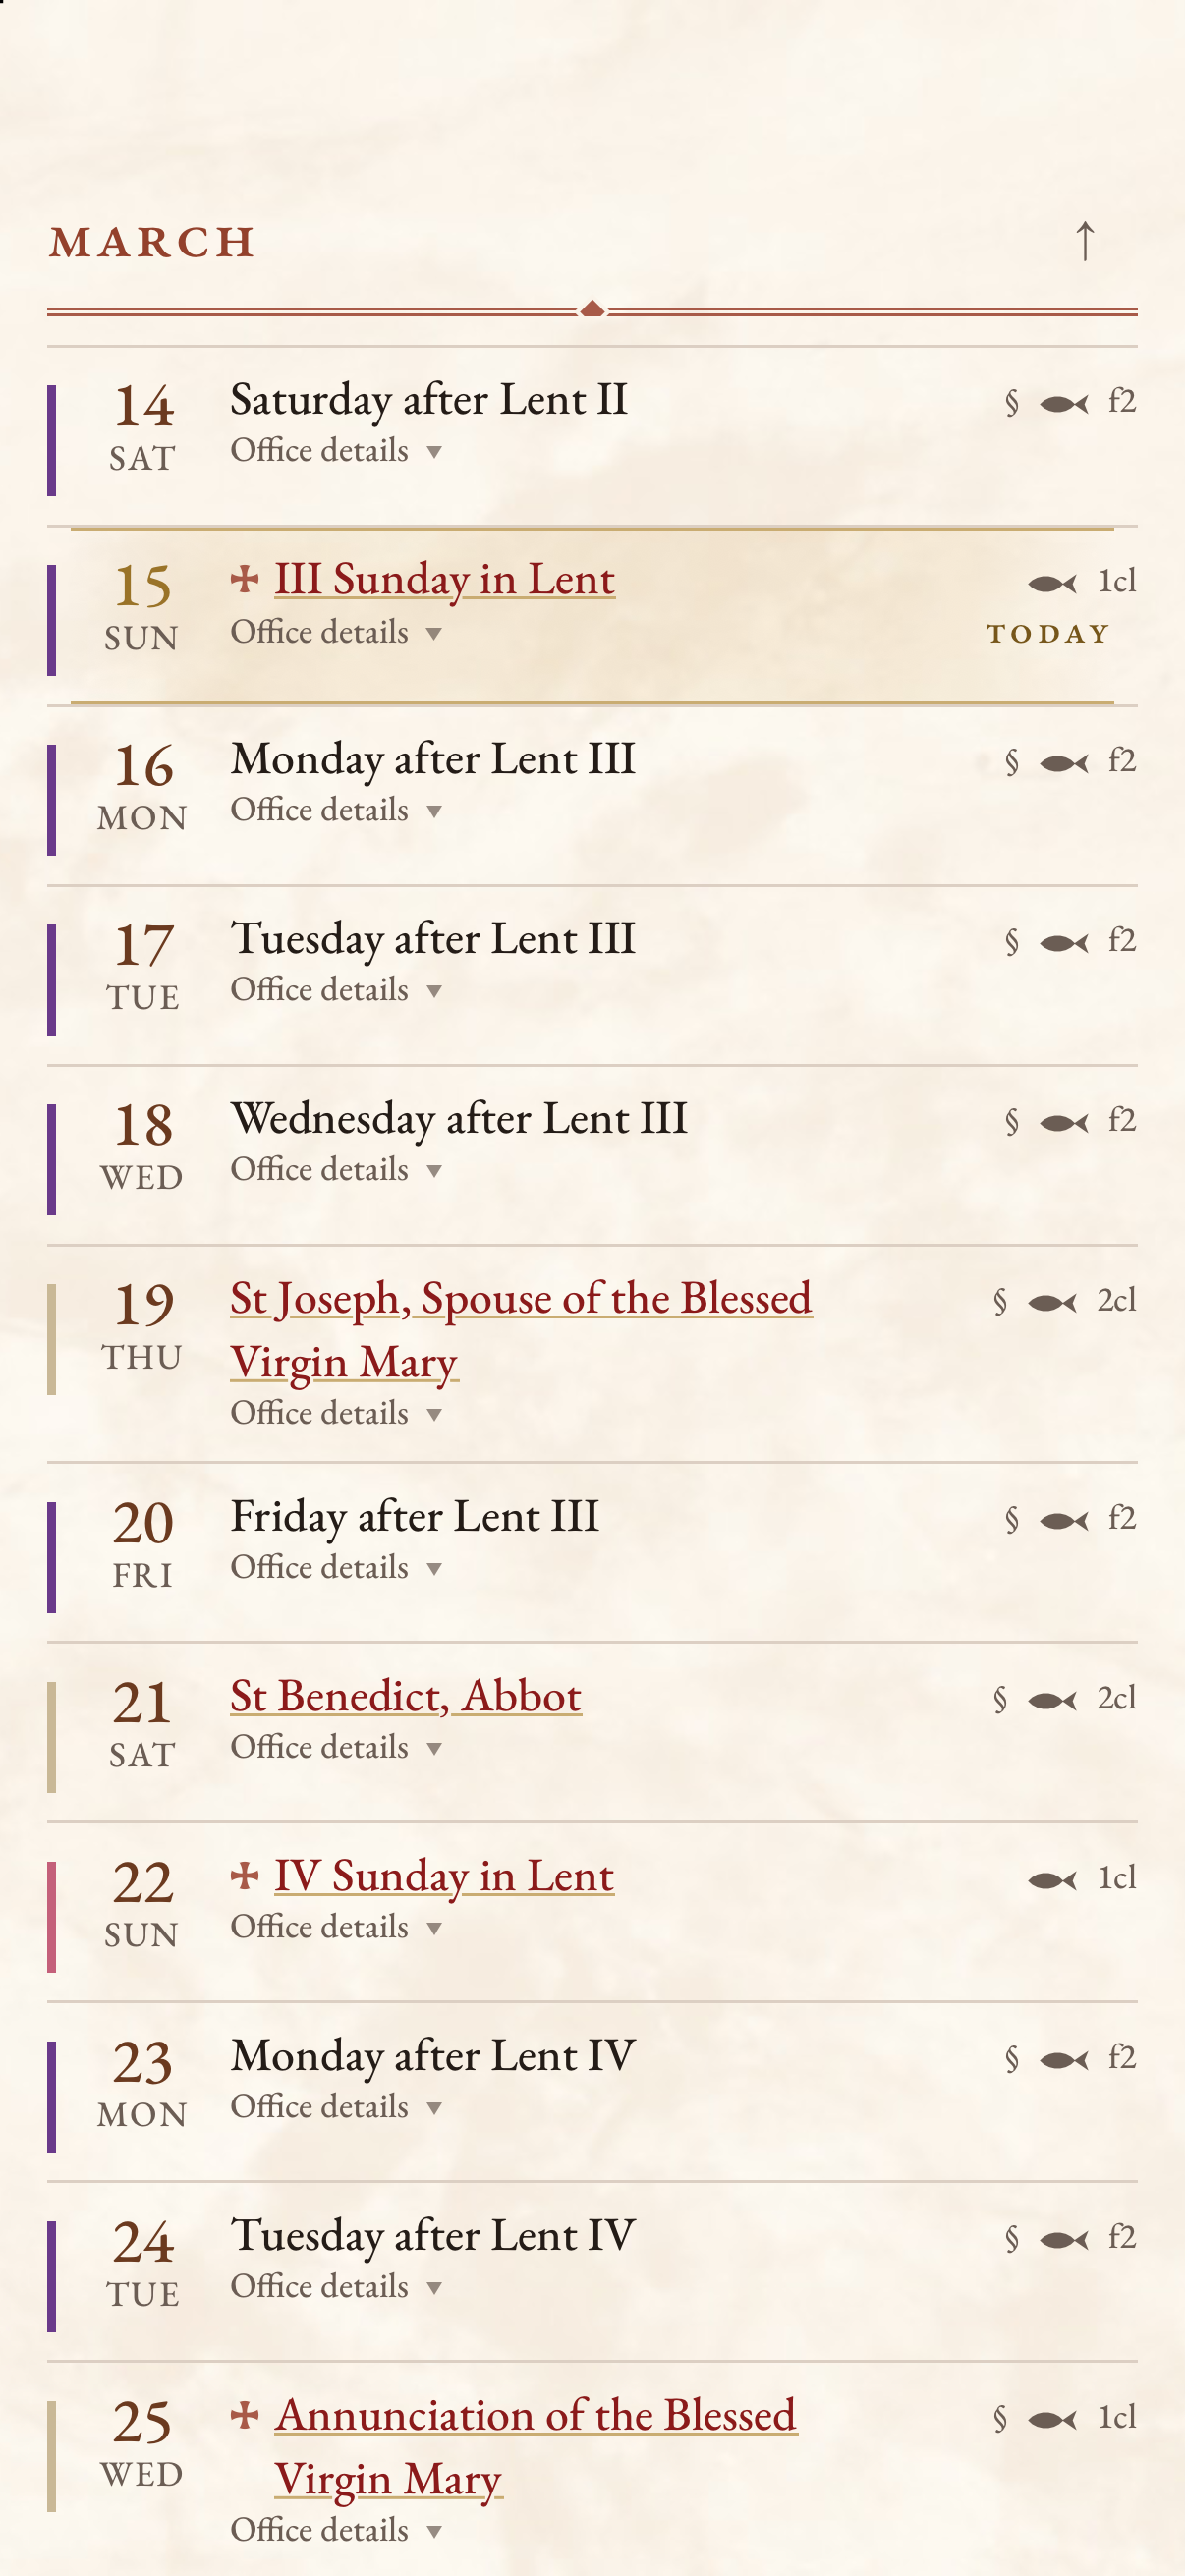 MARCH ↑
14 Saturday after Lent II § f2
SAT Office details ▼
15 ✠ III Sunday in Lent 1cl
SUN Office details ▼ TODAY
16 Monday after Lent III § f2
MON Office details ▼
17 Tuesday after Lent III § f2
TUE Office details ▼
18 Wednesday after Lent III § f2
WED Office details ▼
19 St Joseph, Spouse of the Blessed § 2cl
THU Virgin Mary
Office details ▼
20 Friday after Lent III § f2
FRI Office details ▼
21 St Benedict, Abbot § 2cl
SAT Office details ▼
22 ✠ IV Sunday in Lent 1cl
SUN Office details ▼
23 Monday after Lent IV § f2
MON Office details ▼
24 Tuesday after Lent IV § f2
TUE Office details ▼
25 ✠ Annunciation of the Blessed § 1cl
WED Virgin Mary
Office details ▼